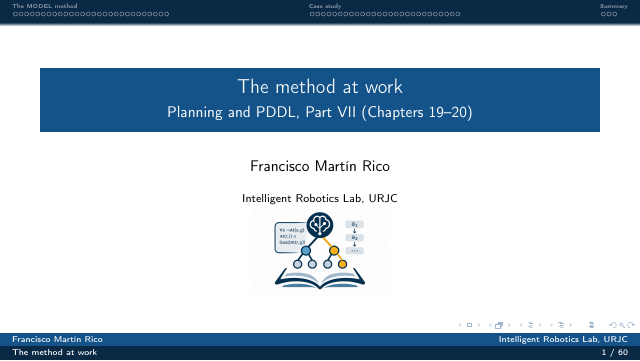 The MODEL method
Case study
Summary
The method at work
Planning and PDDL, Part VII (Chapters 19–20)
Francisco Martín Rico
Intelligent Robotics Lab, URJC
a₁
a₂
...
Francisco Martín Rico
Intelligent Robotics Lab, URJC
The method at work
1 / 60